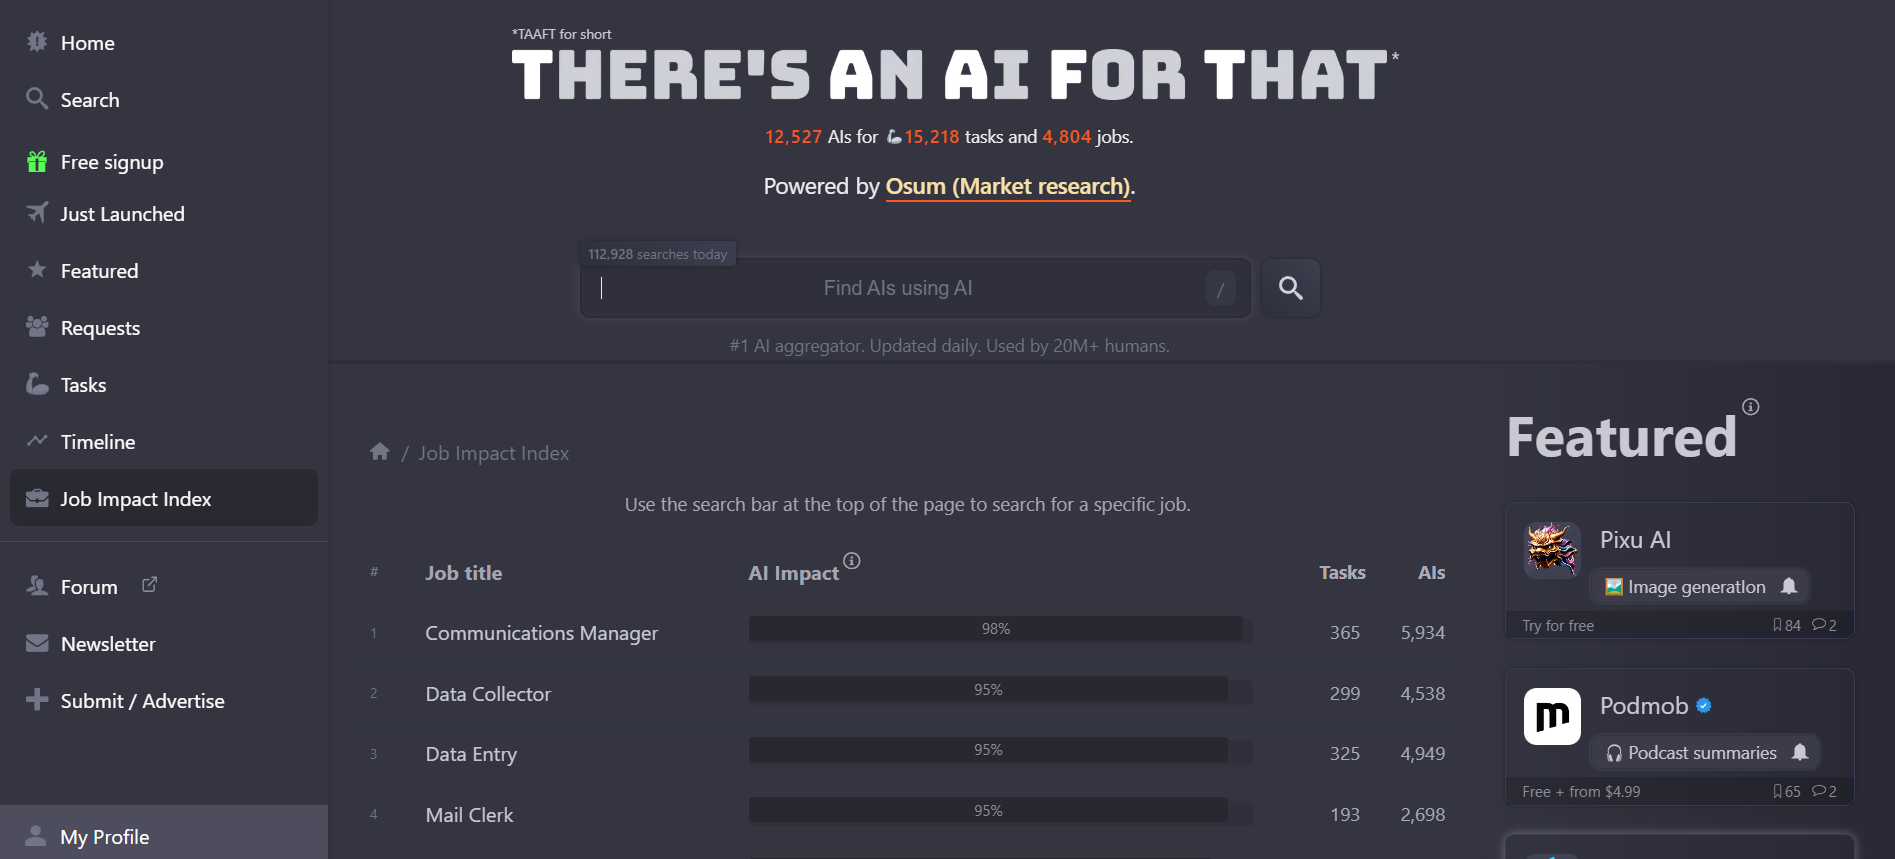 Home
Search
Free signup
Just Launched
Featured
Requests
Tasks
Timeline
Job Impact Index
Forum
Newsletter
Submit / Advertise
My Profile
*TAAFT for short
THERE'S AN AI FOR THAT*
12,527 AIs for 🦾15,218 tasks and 4,804 jobs.
Powered by Osum (Market research).
112,928 searches today
Find AIs using AI /
#1 AI aggregator. Updated daily. Used by 20M+ humans.
/ Job Impact Index
Use the search bar at the top of the page to search for a specific job.
# Job title AI Impact Tasks AIs
1 Communications Manager 98% 365 5,934
2 Data Collector 95% 299 4,538
3 Data Entry 95% 325 4,949
4 Mail Clerk 95% 193 2,698
Featured
Pixu AI
Image generation
Try for free 84 2
m
Podmob
Podcast summaries
Free + from $4.99 65 2